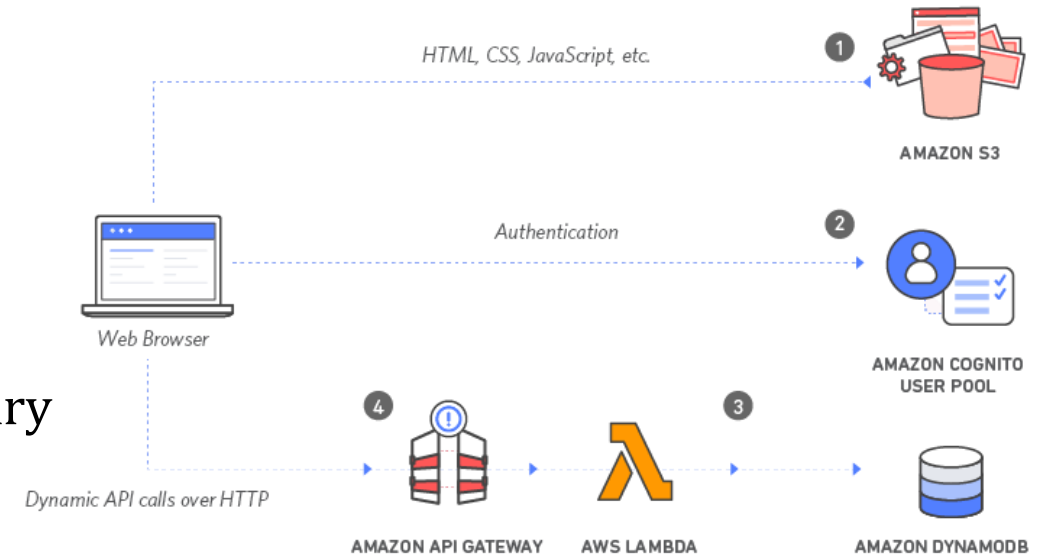 HTML, CSS, JavaScript, etc.
1
AMAZON S3
Authentication
2
Web Browser
AMAZON COGNITO
USER POOL
4
3
Dynamic API calls over HTTP
AMAZON API GATEWAY
AWS LAMBDA
AMAZON DYNAMODB